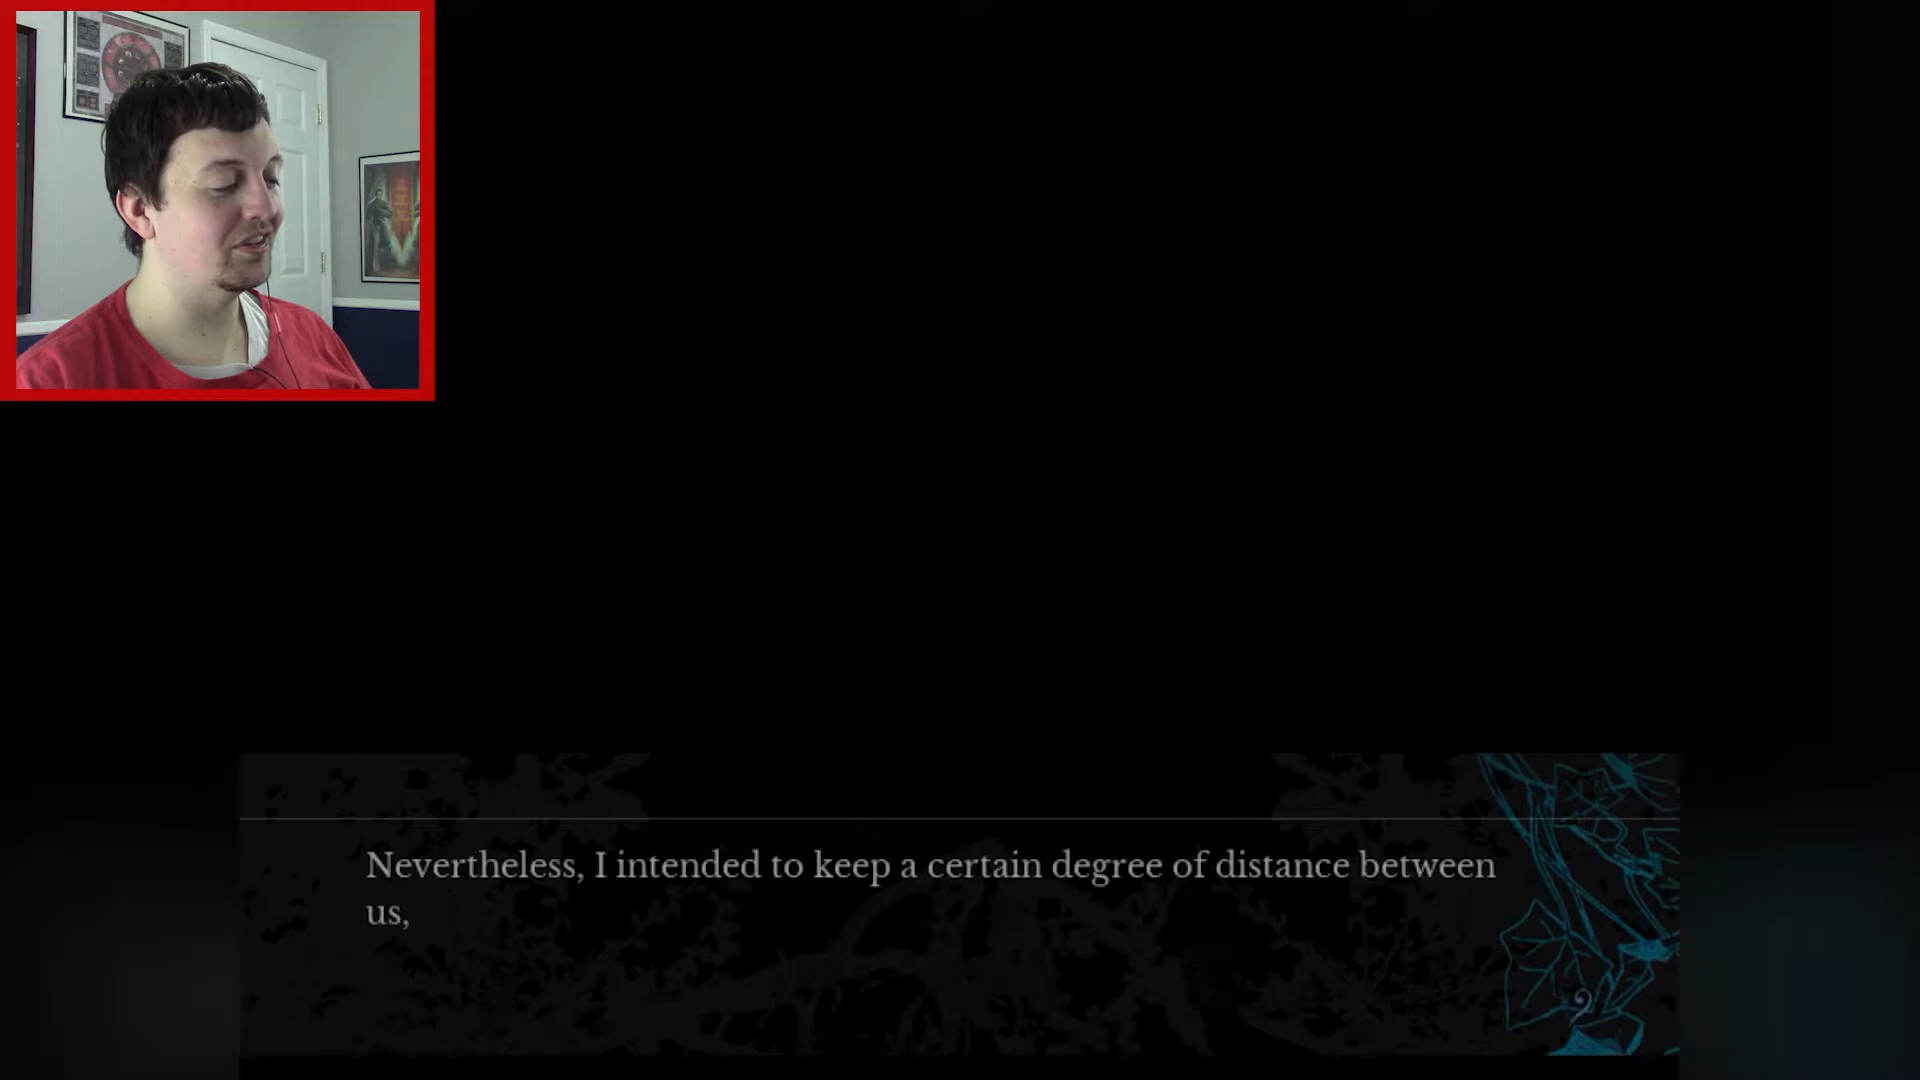 Nevertheless, I intended to keep a certain degree of distance between
us,